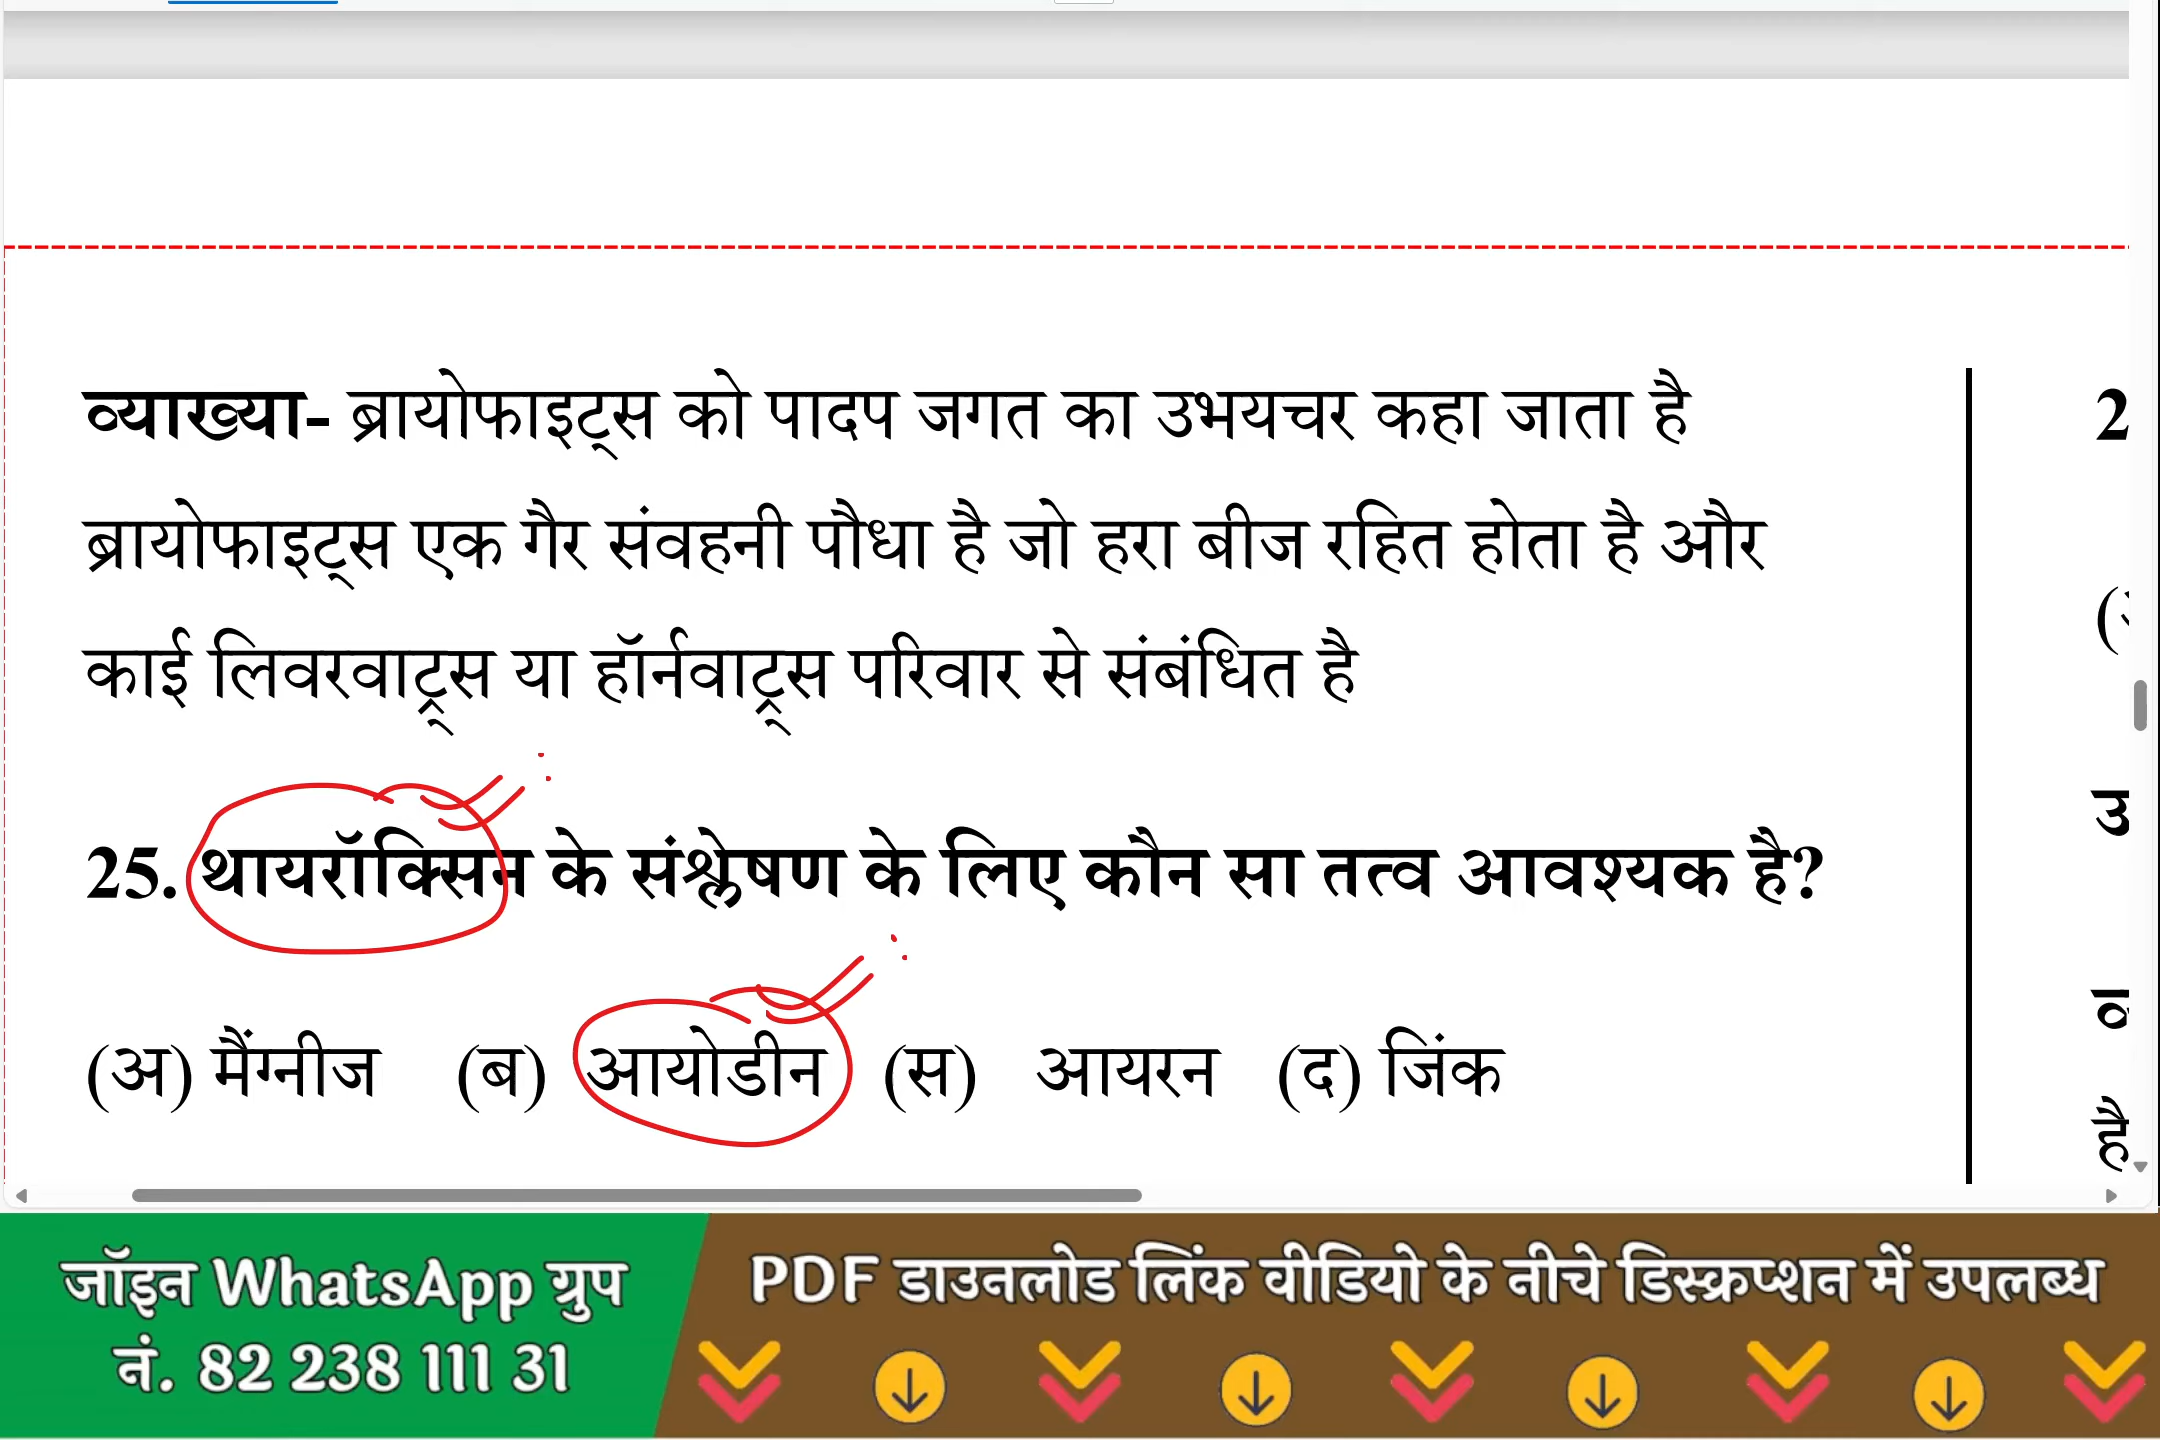 व्याख्या- ब्रायोफाइट्स को पादप जगत का उभयचर कहा जाता है
ब्रायोफाइट्स एक गैर संवहनी पौधा है जो हरा बीज रहित होता है और
काई लिवरवाट्र्स या हॉर्नवाट्र्स परिवार से संबंधित है
25. थायरॉक्सिन के संश्लेषण के लिए कौन सा तत्व आवश्यक है?
(अ) मैंग्नीज (ब) आयोडीन (स) आयरन (द) जिंक
2
उ
है
जॉइन WhatsApp ग्रुप
नं. 82 238 111 31
PDF डाउनलोड लिंक वीडियो के नीचे डिस्क्रप्शन में उपलब्ध